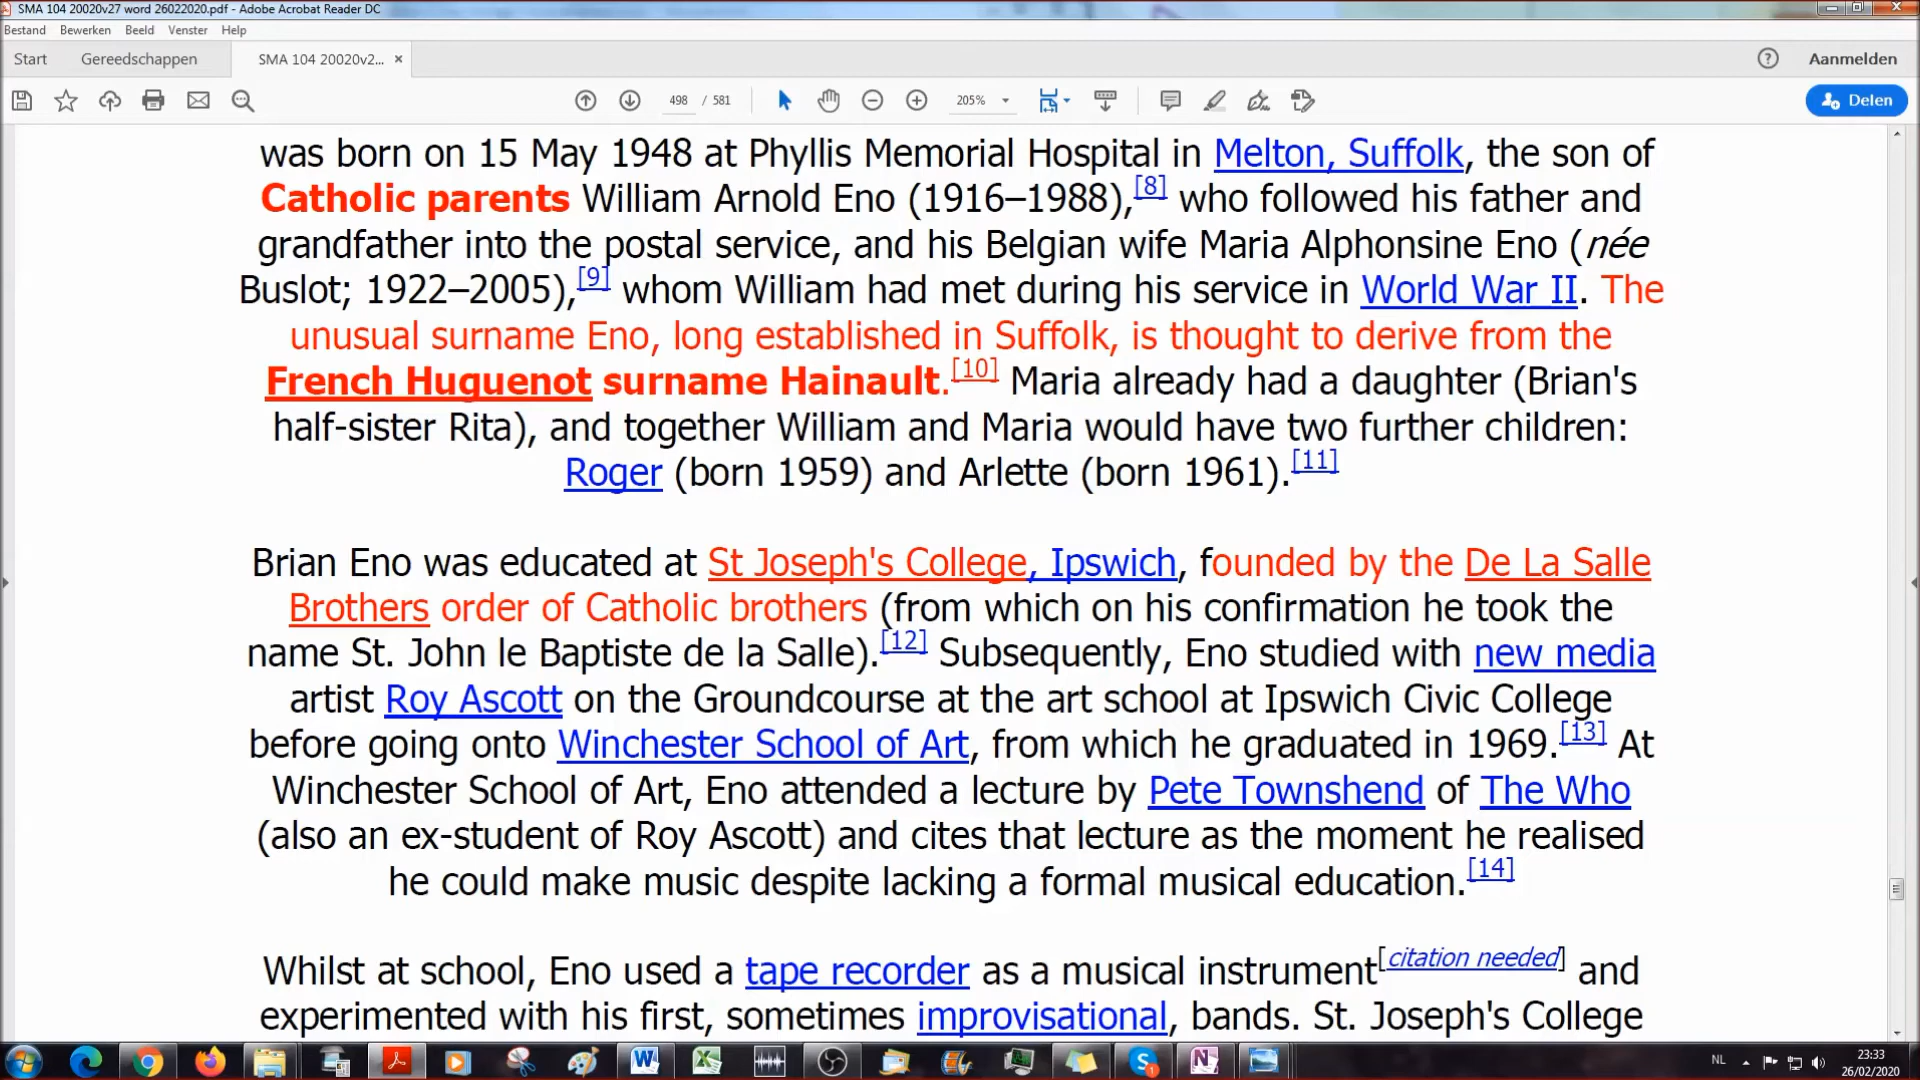 SMA 104 20020v27 word 26022020.pdf - Adobe Acrobat Reader DC
Bestand Bewerken Beeld Venster Help
Start Gereedschappen SMA 104 20020v2... × Aanmelden
498 / 581 205% Delen
was born on 15 May 1948 at Phyllis Memorial Hospital in Melton, Suffolk, the son of
Catholic parents William Arnold Eno (1916–1988),[8] who followed his father and
grandfather into the postal service, and his Belgian wife Maria Alphonsine Eno (née
Buslot; 1922–2005),[9] whom William had met during his service in World War II. The
unusual surname Eno, long established in Suffolk, is thought to derive from the
French Huguenot surname Hainault.[10] Maria already had a daughter (Brian's
half-sister Rita), and together William and Maria would have two further children:
Roger (born 1959) and Arlette (born 1961).[11]
Brian Eno was educated at St Joseph's College, Ipswich, founded by the De La Salle
Brothers order of Catholic brothers (from which on his confirmation he took the
name St. John le Baptiste de la Salle).[12] Subsequently, Eno studied with new media
artist Roy Ascott on the Groundcourse at the art school at Ipswich Civic College
before going onto Winchester School of Art, from which he graduated in 1969.[13] At
Winchester School of Art, Eno attended a lecture by Pete Townshend of The Who
(also an ex-student of Roy Ascott) and cites that lecture as the moment he realised
he could make music despite lacking a formal musical education.[14]
Whilst at school, Eno used a tape recorder as a musical instrument[citation needed] and
experimented with his first, sometimes improvisational, bands. St. Joseph's College
NL 23:33
26/02/2020